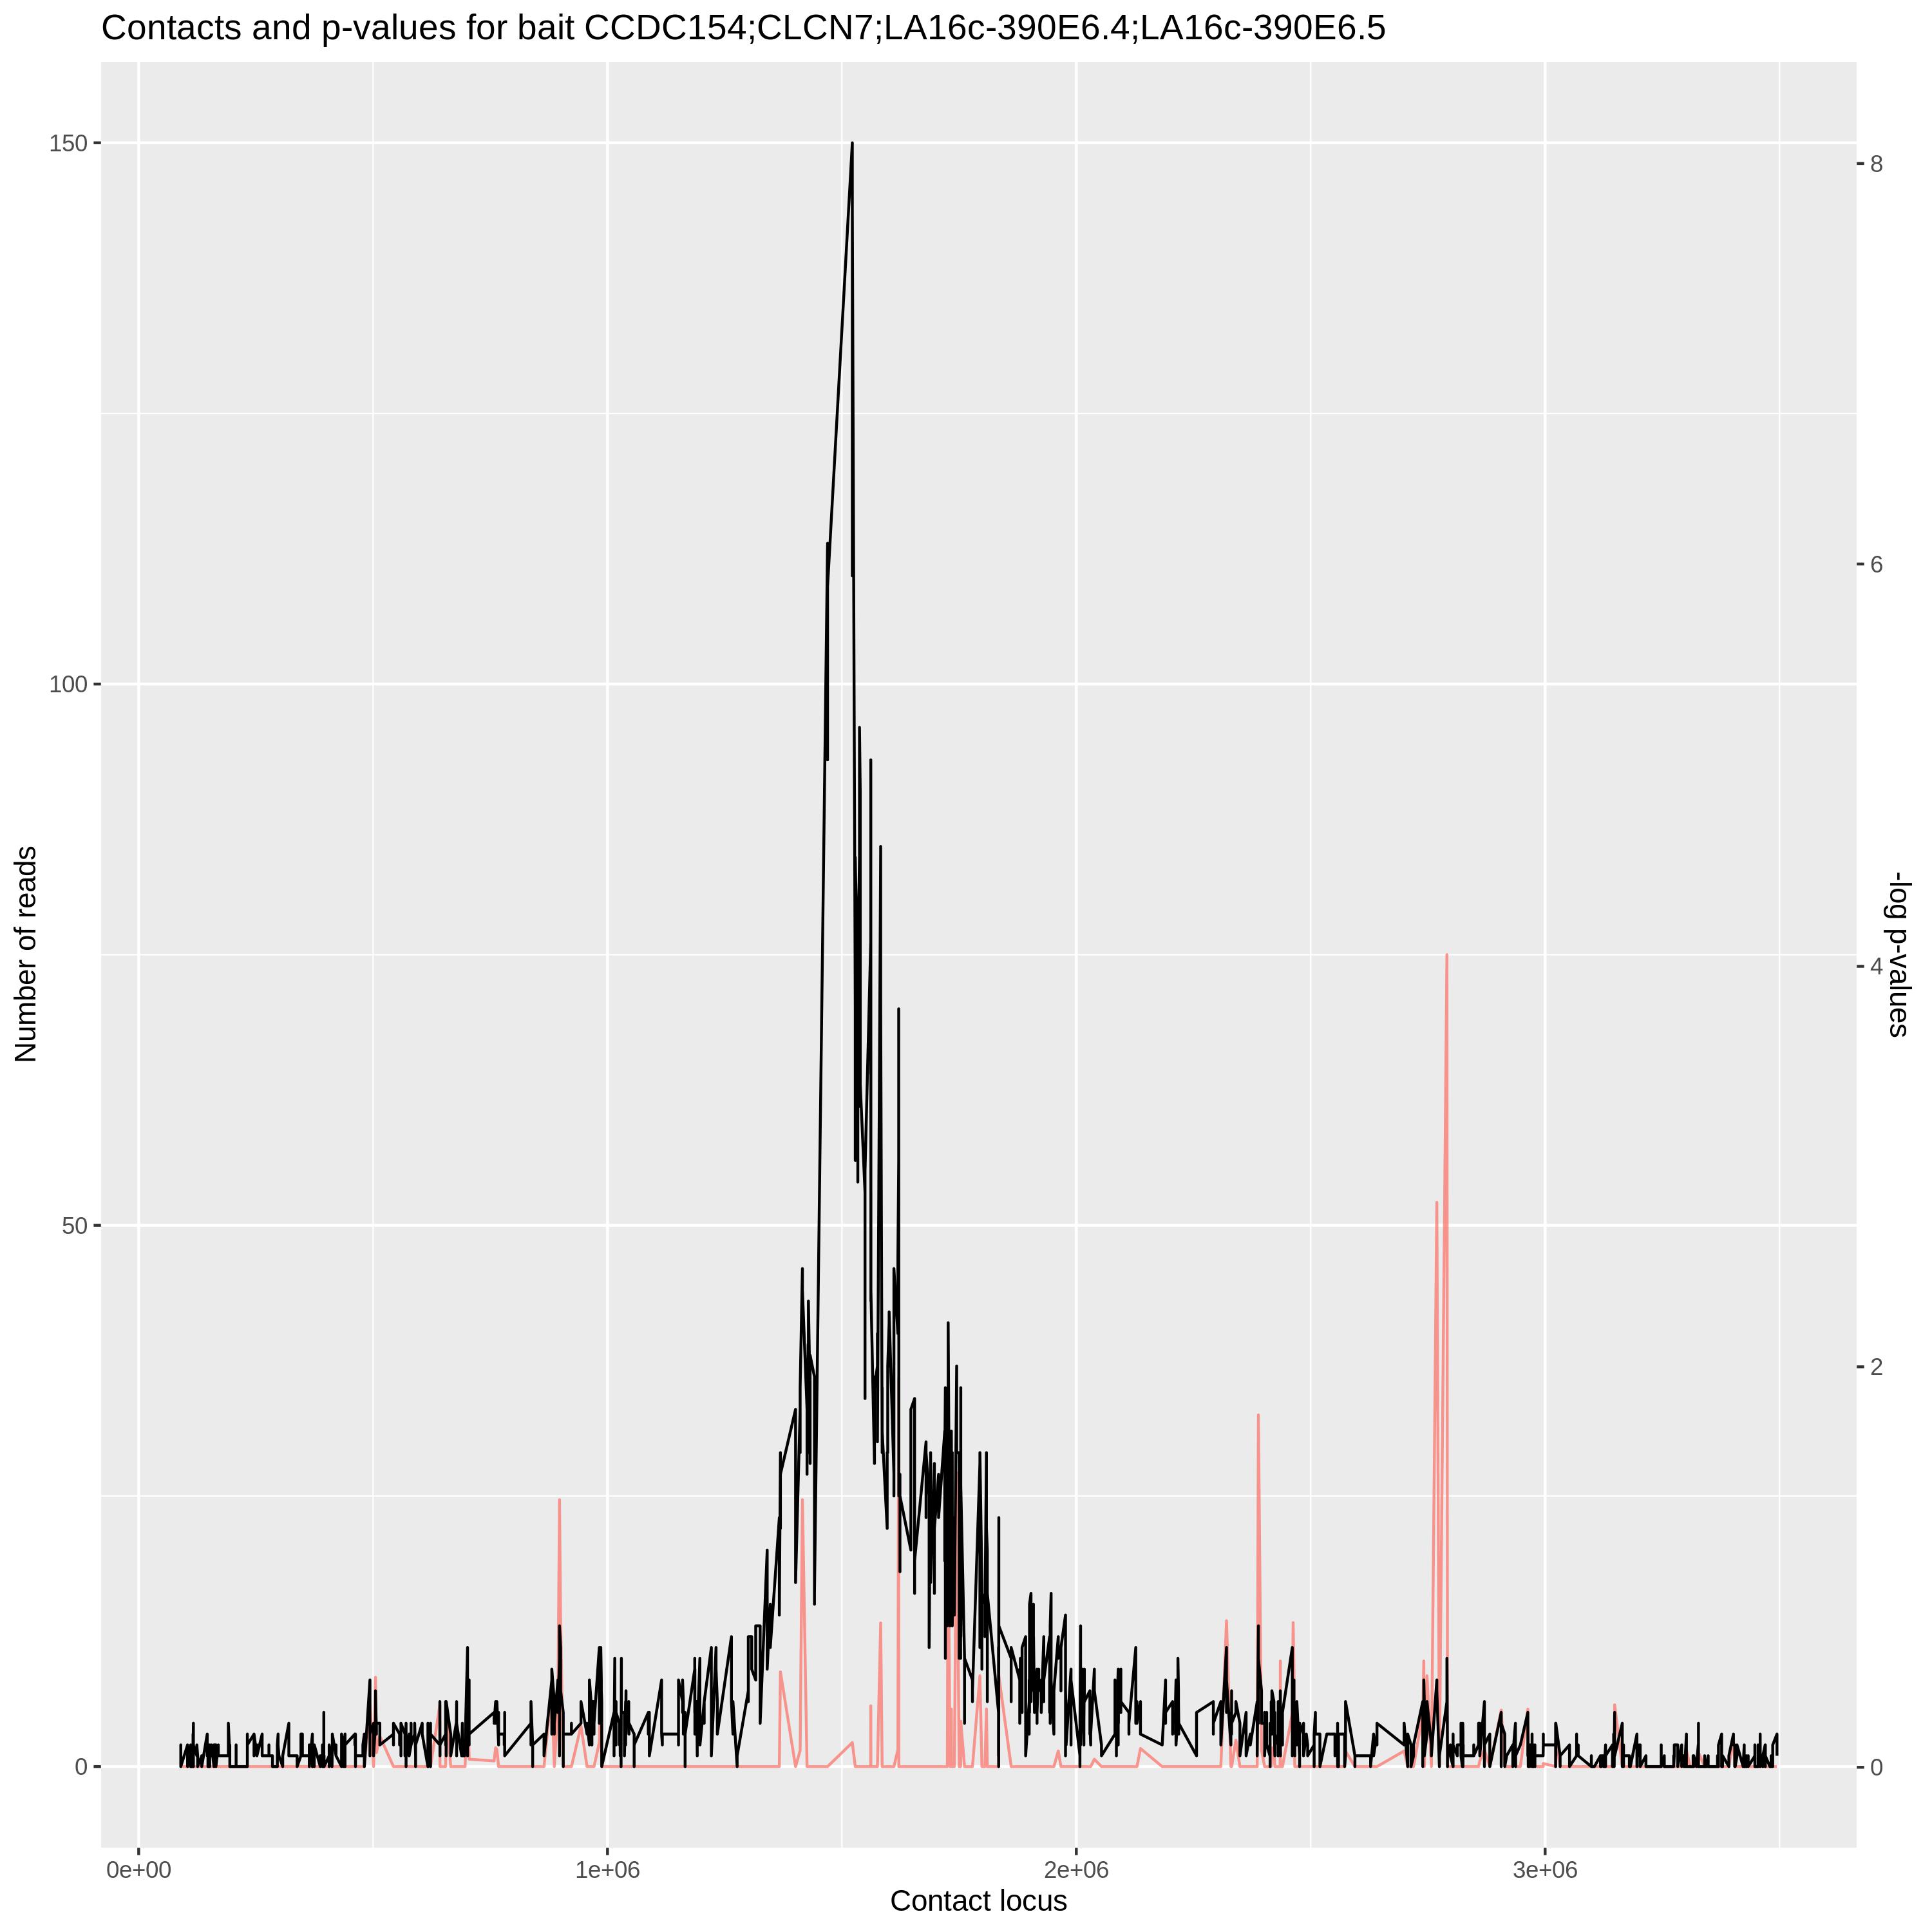 Contacts and p-values for bait CCDC154;CLCN7;LA16c-390E6.4;LA16c-390E6.5
150
100
50
0
Number of reads
8
6
4
2
0
-log p-values
0e+00
1e+06
2e+06
3e+06
Contact locus